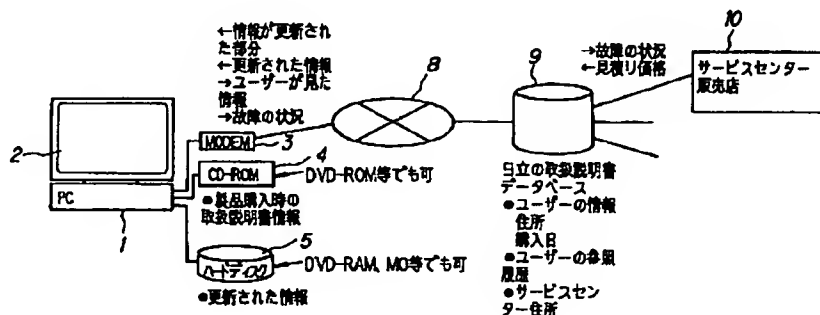 ←情報が更新され
た部分
←更新された情報
→ユーザーが見た
情報
→故障の状況
8
9
→故障の状況
←見積り価格
10
サービスセンター
販売店
2
MODEM
3
CD-ROM
4
DVD-ROM等でも可
PC
●製品購入時の
取扱説明書情報
1
5
ハードディスク
DVD-RAM、MO等でも可
●更新された情報
日立の取扱説明書
データベース
●ユーザーの情報
住所
購入日
●ユーザーの参照
履歴
●サービスセン
ター住所